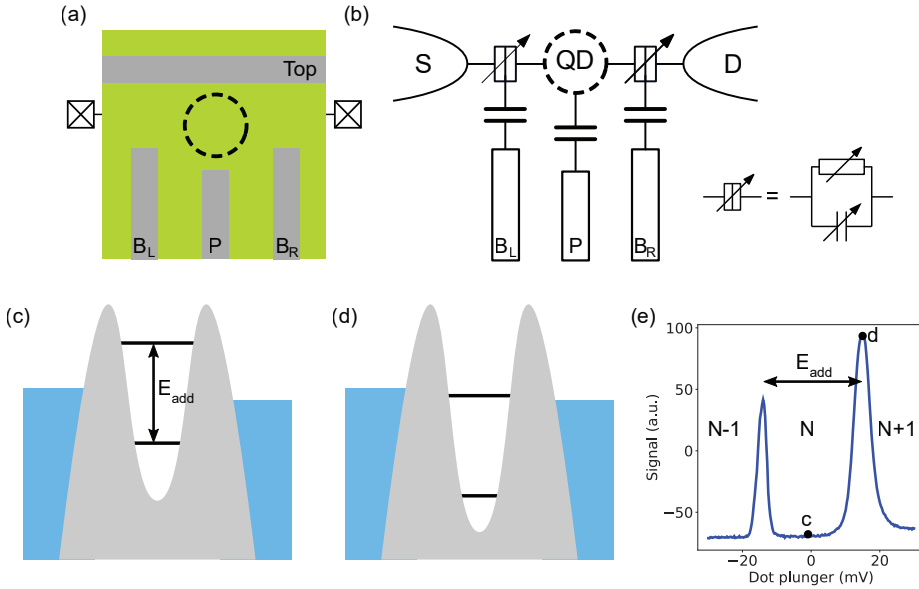 (a)
Top
B_L
P
B_R
(b)
S
QD
D
B_L
P
B_R
=
(c)
E_add
(d)
(e)
100
50
0
−50
Signal (a.u.)
N-1
N
N+1
E_add
d
c
−20
0
20
Dot plunger (mV)